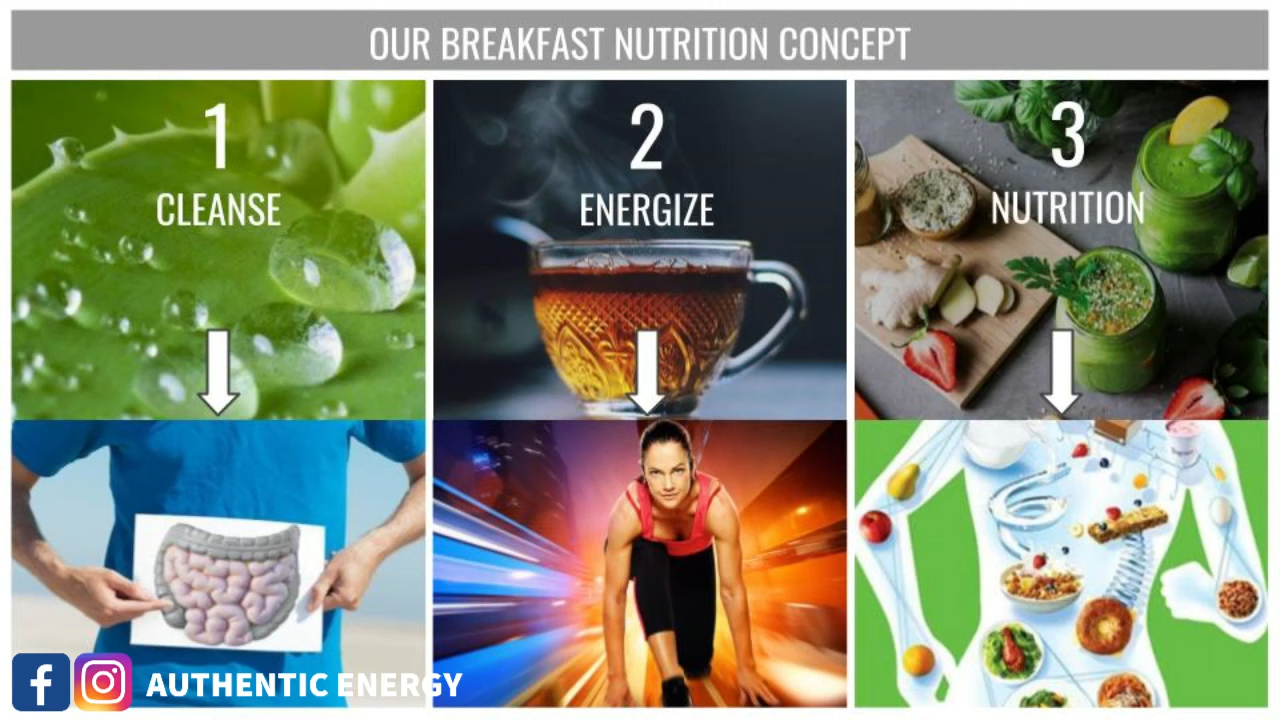 OUR BREAKFAST NUTRITION CONCEPT
1
CLEANSE
2
ENERGIZE
3
NUTRITION
AUTHENTIC ENERGY